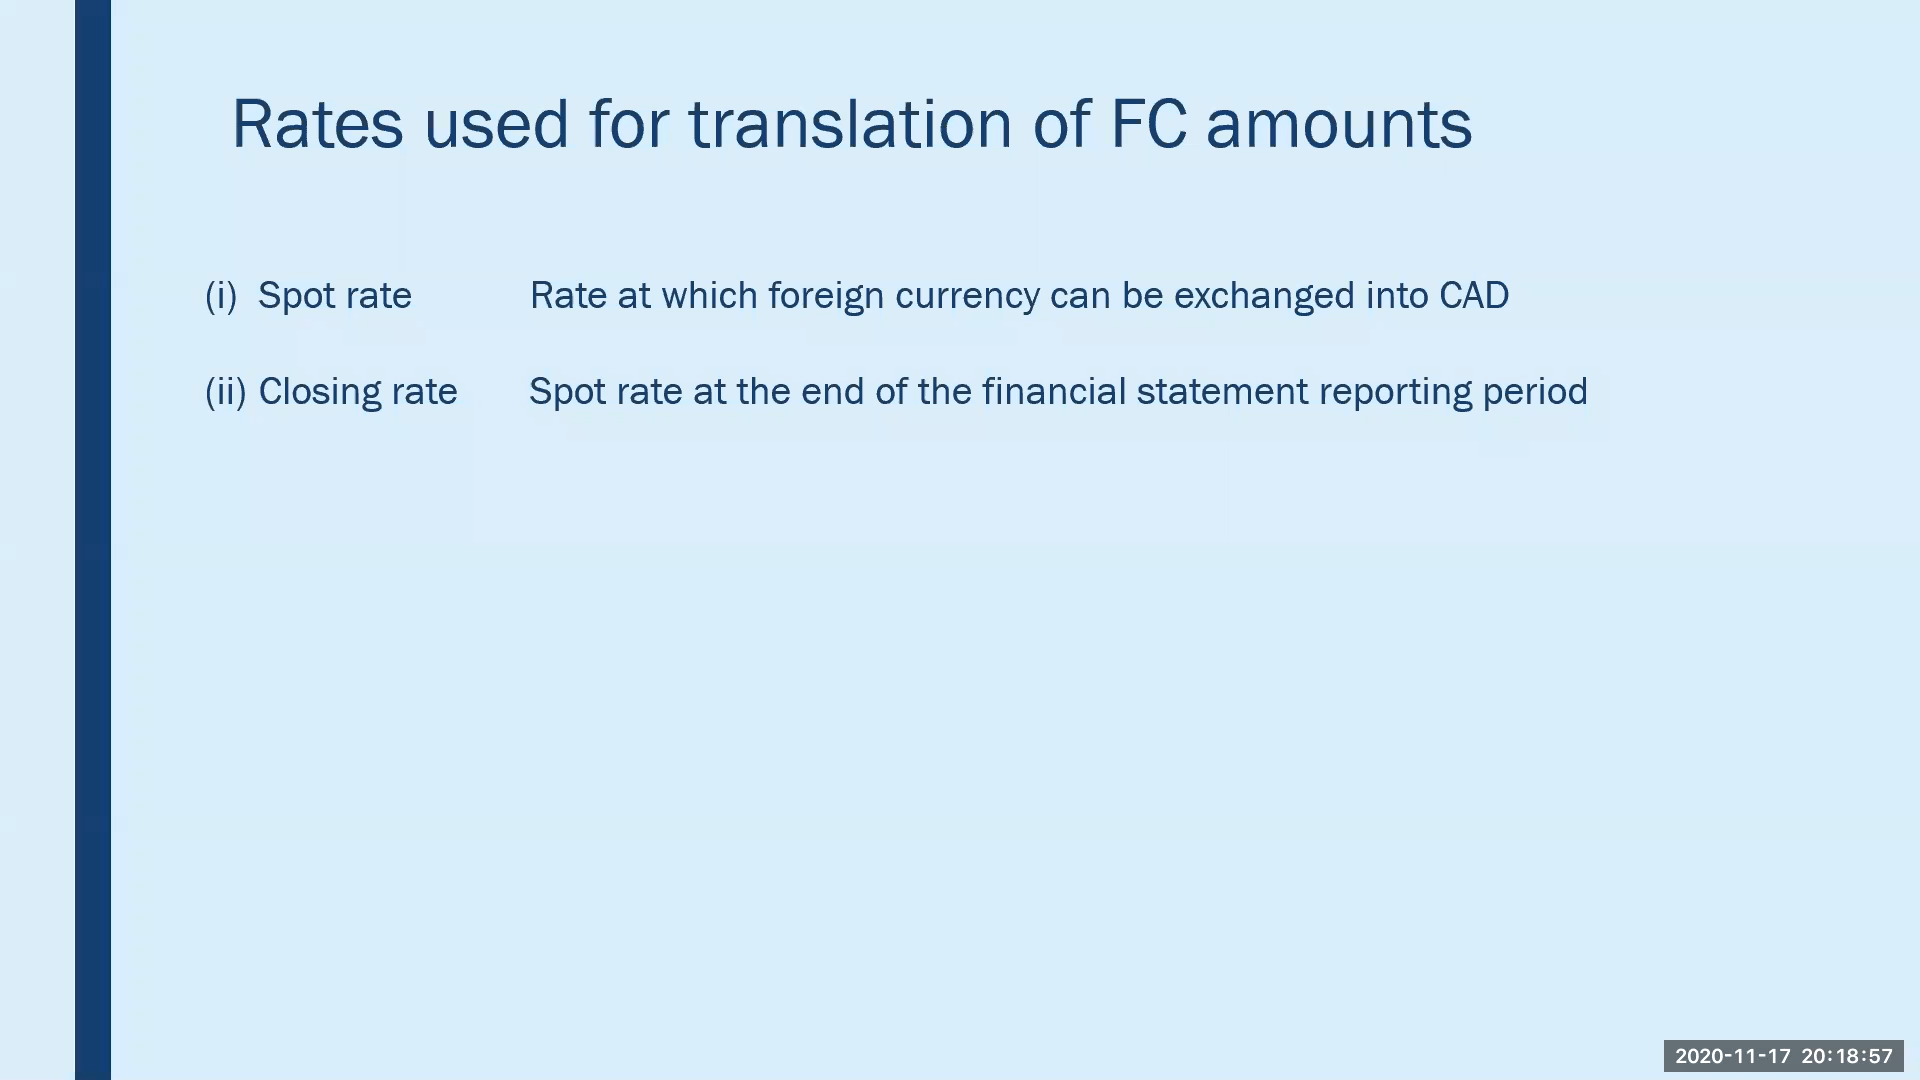 Rates used for translation of FC amounts
(i) Spot rate Rate at which foreign currency can be exchanged into CAD
(ii) Closing rate Spot rate at the end of the financial statement reporting period
2020-11-17 20:18:57